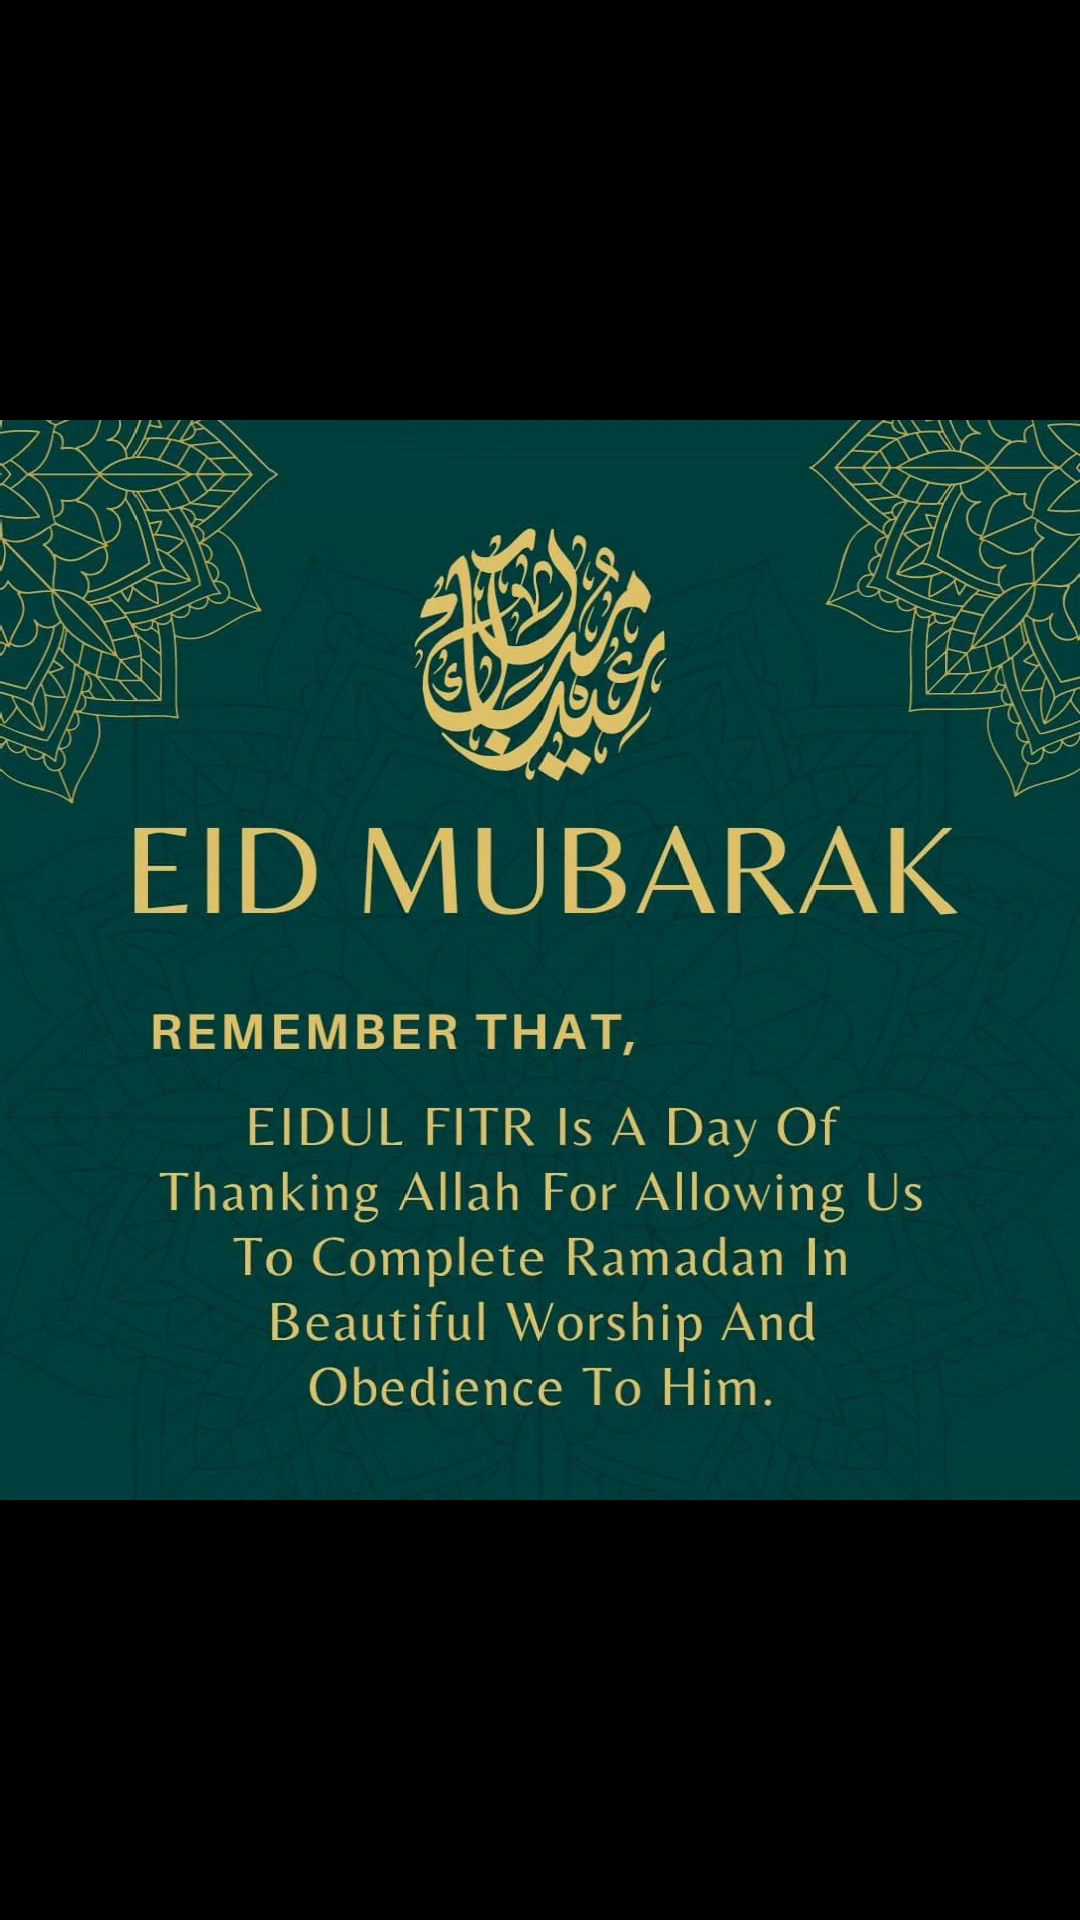 عيد مبارك
EID MUBARAK
REMEMBER THAT,
EIDUL FITR Is A Day Of
Thanking Allah For Allowing Us
To Complete Ramadan In
Beautiful Worship And
Obedience To Him.